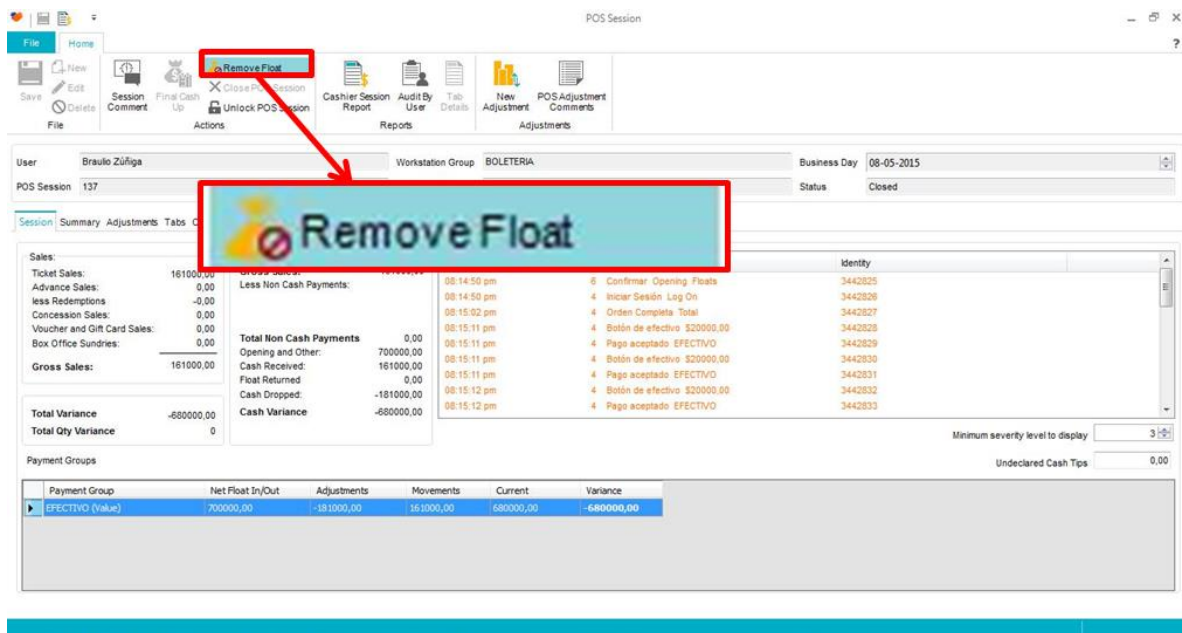 POS Session
File Home
New
Edit
Save Delete
Session Comment
Final Cash Up
Remove Float
Close POS Session
Unlock POS Session
Cashier Session Report
Audit By User
Tab Details
New Adjustment
POS Adjustment Comments
File Actions Reports Adjustments
User Braulio Zúñiga Workstation Group BOLETERIA Business Day 08-05-2015
POS Session 137 Status Closed
Remove Float
Session Summary Adjustments Tabs
Sales:
Ticket Sales: 161000,00
Advance Sales: 0,00
less Redemptions -0,00
Concession Sales: 0,00
Voucher and Gift Card Sales: 0,00
Box Office Sundries: 0,00
Gross Sales: 161000,00
Total Variance -680000,00
Total Qty Variance 0
Less Non Cash Payments:
Total Non Cash Payments 0,00
Opening and Other: 700000,00
Cash Received: 161000,00
Float Returned 0,00
Cash Dropped: -181000,00
Cash Variance -680000,00
Identity
08:14:50 pm 6 Confirmar Opening Floats 3442825
08:14:50 pm 4 Iniciar Sesión Log On 3442826
08:15:02 pm 4 Orden Completa Total 3442827
08:15:11 pm 4 Botón de efectivo $20000,00 3442828
08:15:11 pm 4 Pago aceptado EFECTIVO 3442829
08:15:11 pm 4 Botón de efectivo $20000,00 3442830
08:15:11 pm 4 Pago aceptado EFECTIVO 3442831
08:15:12 pm 4 Botón de efectivo $20000,00 3442832
08:15:12 pm 4 Pago aceptado EFECTIVO 3442833
Minimum severity level to display 3
Undeclared Cash Tips 0,00
Payment Groups
Payment Group Net Float In/Out Adjustments Movements Current Variance
EFECTIVO (Value) 700000,00 -181000,00 161000,00 680000,00 -680000,00